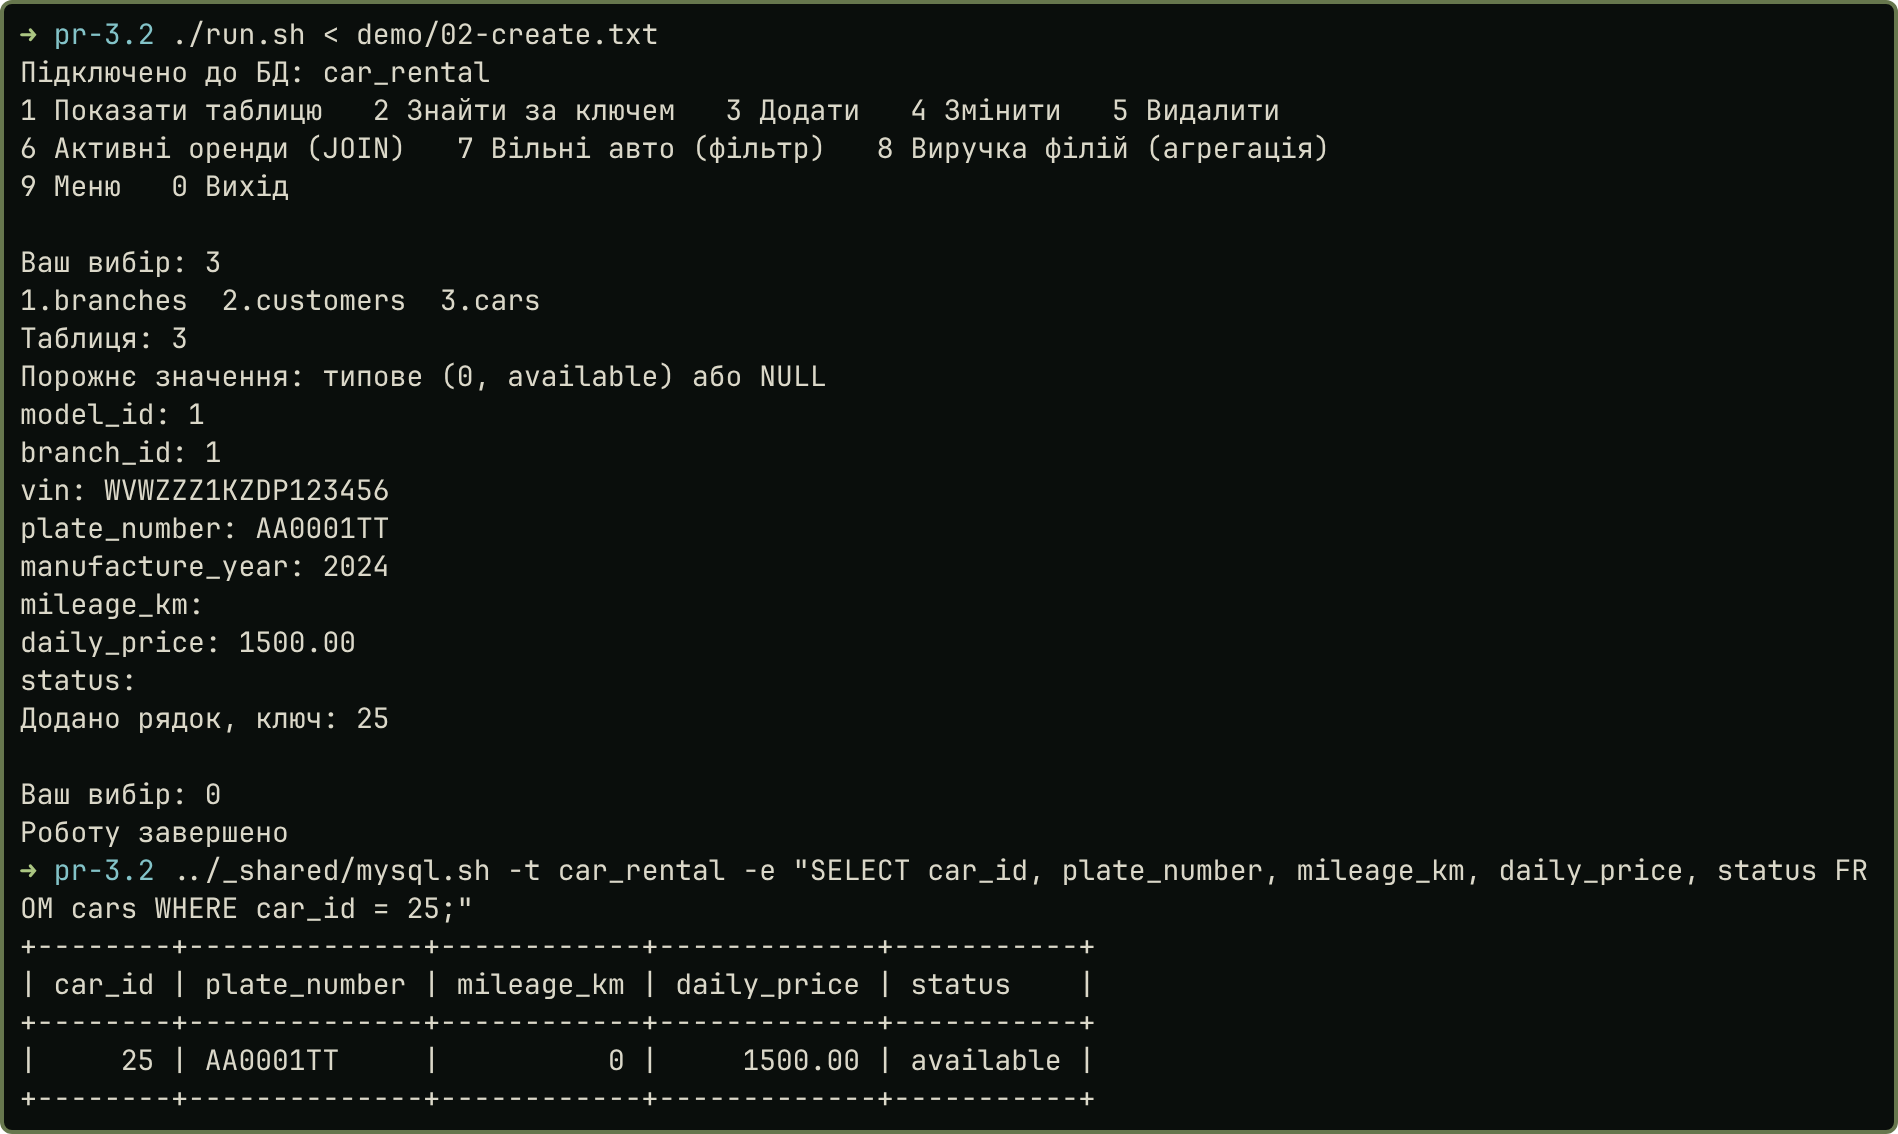 ➜ pr-3.2 ./run.sh < demo/02-create.txt
Підключено до БД: car_rental
1 Показати таблицю   2 Знайти за ключем   3 Додати   4 Змінити   5 Видалити
6 Активні оренди (JOIN)   7 Вільні авто (фільтр)   8 Виручка філій (агрегація)
9 Меню   0 Вихід

Ваш вибір: 3
1.branches  2.customers  3.cars
Таблиця: 3
Порожнє значення: типове (0, available) або NULL
model_id: 1
branch_id: 1
vin: WVWZZZ1KZDP123456
plate_number: AA0001TT
manufacture_year: 2024
mileage_km:
daily_price: 1500.00
status:
Додано рядок, ключ: 25

Ваш вибір: 0
Роботу завершено
➜ pr-3.2 ../_shared/mysql.sh -t car_rental -e "SELECT car_id, plate_number, mileage_km, daily_price, status FR
OM cars WHERE car_id = 25;"
+--------+--------------+------------+-------------+-----------+
| car_id | plate_number | mileage_km | daily_price | status    |
+--------+--------------+------------+-------------+-----------+
|     25 | AA0001TT     |          0 |     1500.00 | available |
+--------+--------------+------------+-------------+-----------+